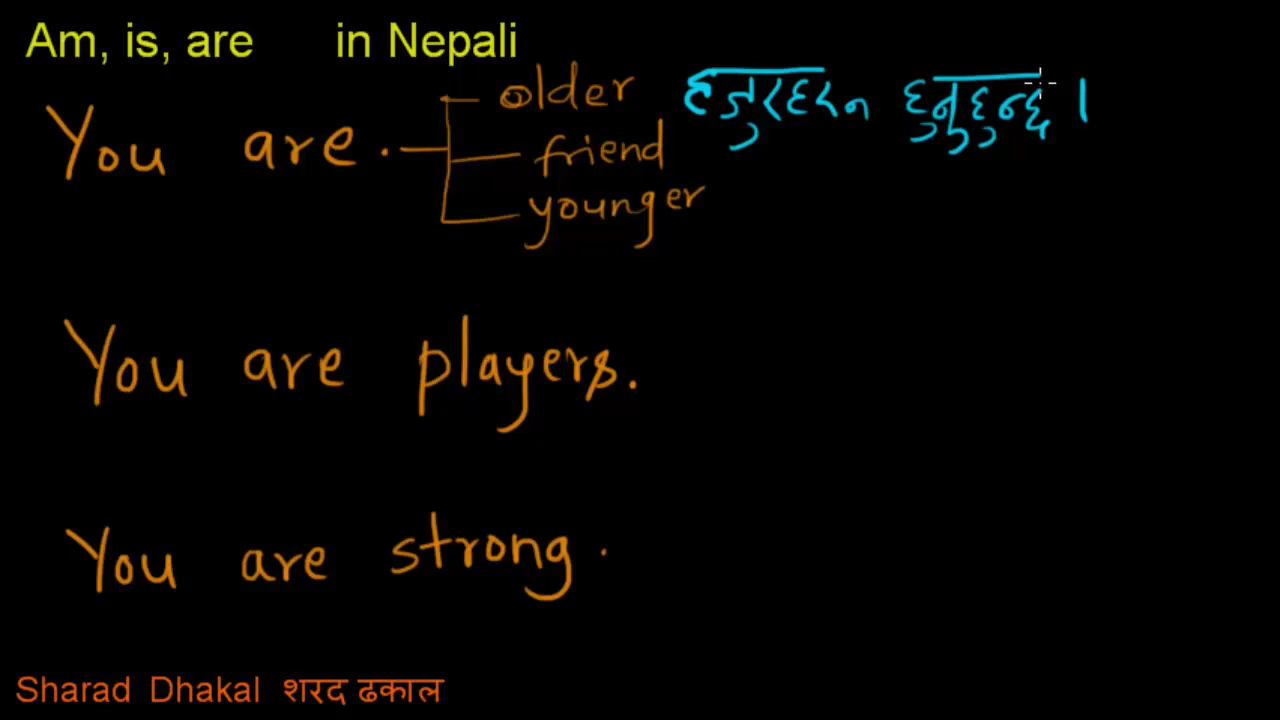 Am, is, are in Nepali
You are. older हजुरहरू हुनुहुन्छ ।
friend
younger
You are players.
You are strong.
Sharad Dhakal शरद ढकाल